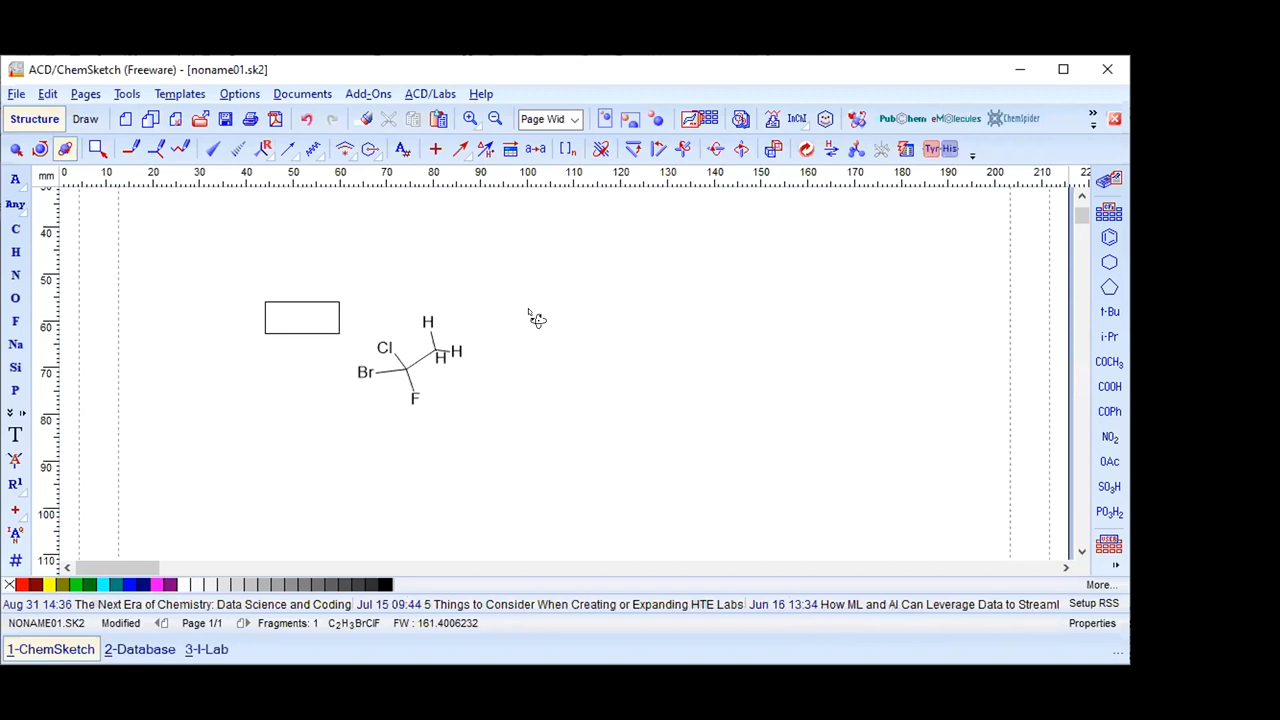 ACD/ChemSketch (Freeware) - [noname01.sk2]
File Edit Pages Tools Templates Options Documents Add-Ons ACD/Labs Help
Structure Draw Page Wid InChI PubChem eMolecules ChemSpider
Tyr His
mm 0 10 20 30 40 50 60 70 80 90 100 110 120 130 140 150 160 170 180 190 200 210 22
A
Any
C
H
N
O
F
Na
Si
P
T
R1
#
40
50
60
70
80
90
100
110
H
Cl
H H
Br
F
t-Bu
i-Pr
COCH3
COOH
COPh
NO2
OAc
SO3H
PO3H2
More...
Aug 31 14:36 The Next Era of Chemistry: Data Science and Coding Jul 15 09:44 5 Things to Consider When Creating or Expanding HTE Labs Jun 16 13:34 How ML and AI Can Leverage Data to Streaml Setup RSS
NONAME01.SK2 Modified Page 1/1 Fragments: 1 C2H3BrClF FW : 161.4006232 Properties
1-ChemSketch 2-Database 3-I-Lab ...